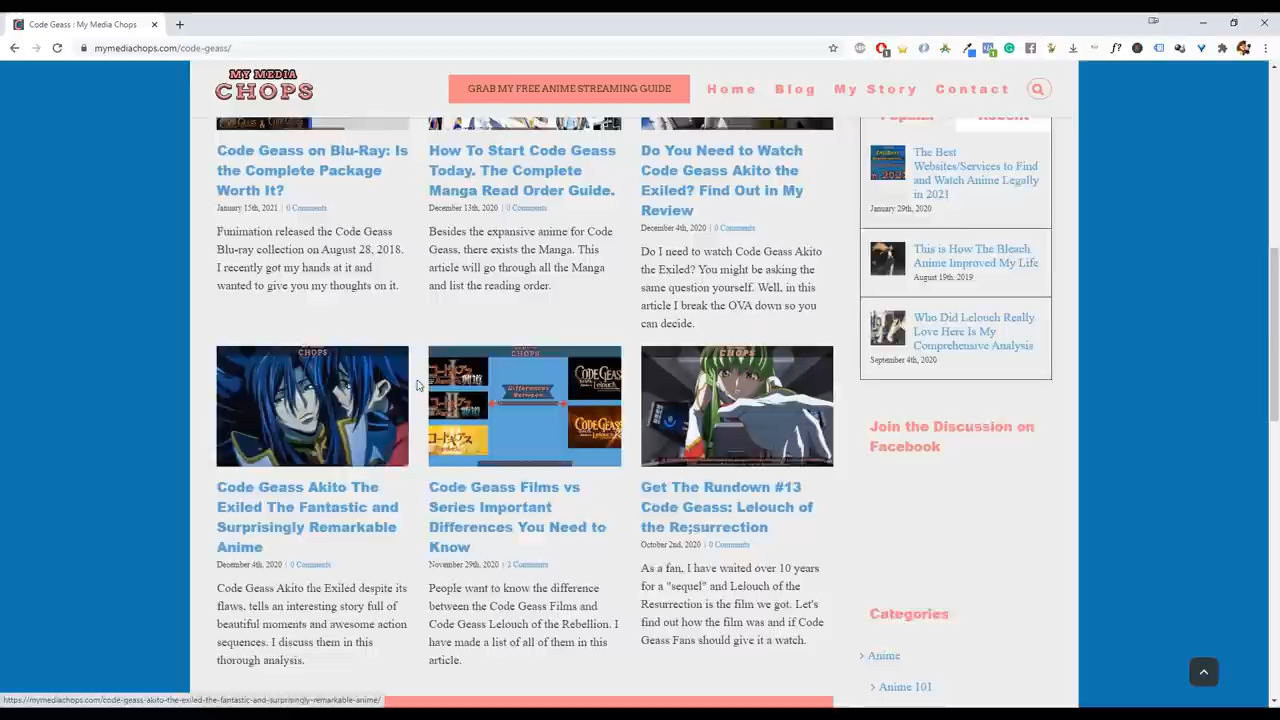 Code Geass : My Media Chops
mymediachops.com/code-geass/
MY MEDIA
CHOPS
GRAB MY FREE ANIME STREAMING GUIDE
Home Blog My Story Contact
Popular Recent
Code Geass on Blu-Ray: Is
the Complete Package
Worth It?
January 15th, 2021 | 0 Comments
Funimation released the Code Geass
Blu-ray collection on August 28, 2018.
I recently got my hands at it and
wanted to give you my thoughts on it.
How To Start Code Geass
Today. The Complete
Manga Read Order Guide.
December 13th, 2020 | 0 Comments
Besides the expansive anime for
Code Geass, there exists the Manga. This
article will go through all the Manga
and list the reading order.
Do You Need to Watch
Code Geass Akito the
Exiled? Find Out in My
Review
December 4th, 2020 | 0 Comments
Do I need to watch Code Geass Akito
the Exiled? You might be asking the
same question yourself. Well, in this
article I break the OVA down so you
can decide.
The Best
Websites/Services to Find
and Watch Anime Legally
in 2021
January 29th, 2020
This is How The Bleach
Anime Improved My Life
August 19th, 2019
Who Did Lelouch Really
Love Here Is My
Comprehensive Analysis
September 4th, 2020
CHOPS
CHOPS
Differences
Between
CODE GEASS
CODE GEASS
CHOPS
Code Geass Akito The
Exiled The Fantastic and
Surprisingly Remarkable
Anime
December 4th, 2020 | 0 Comments
Code Geass Akito the Exiled despite its
flaws, tells an interesting story full of
beautiful moments and awesome action
sequences. I discuss them in this
thorough analysis.
Code Geass Films vs
Series Important
Differences You Need to
Know
November 29th, 2020 | 2 Comments
People want to know the difference
between the Code Geass Films and
Code Geass Lelouch of the Rebellion. I
have made a list of all of them in this
article.
Get The Rundown #13
Code Geass: Lelouch of
the Re;surrection
October 2nd, 2020 | 0 Comments
As a fan, I have waited over 10 years
for a "sequel" and Lelouch of the
Resurrection is the film we got. Let's
find out how the film was and if Code
Geass Fans should give it a watch.
Join the Discussion on
Facebook
Categories
Anime
Anime 101
https://mymediachops.com/code-geass-akito-the-exiled-the-fantastic-and-surprisingly-remarkable-anime/